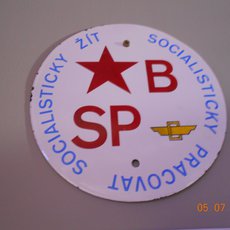 SOCIALISTICKY ŽÍT
SOCIALISTICKY PRACOVAT
B
SP
05 07